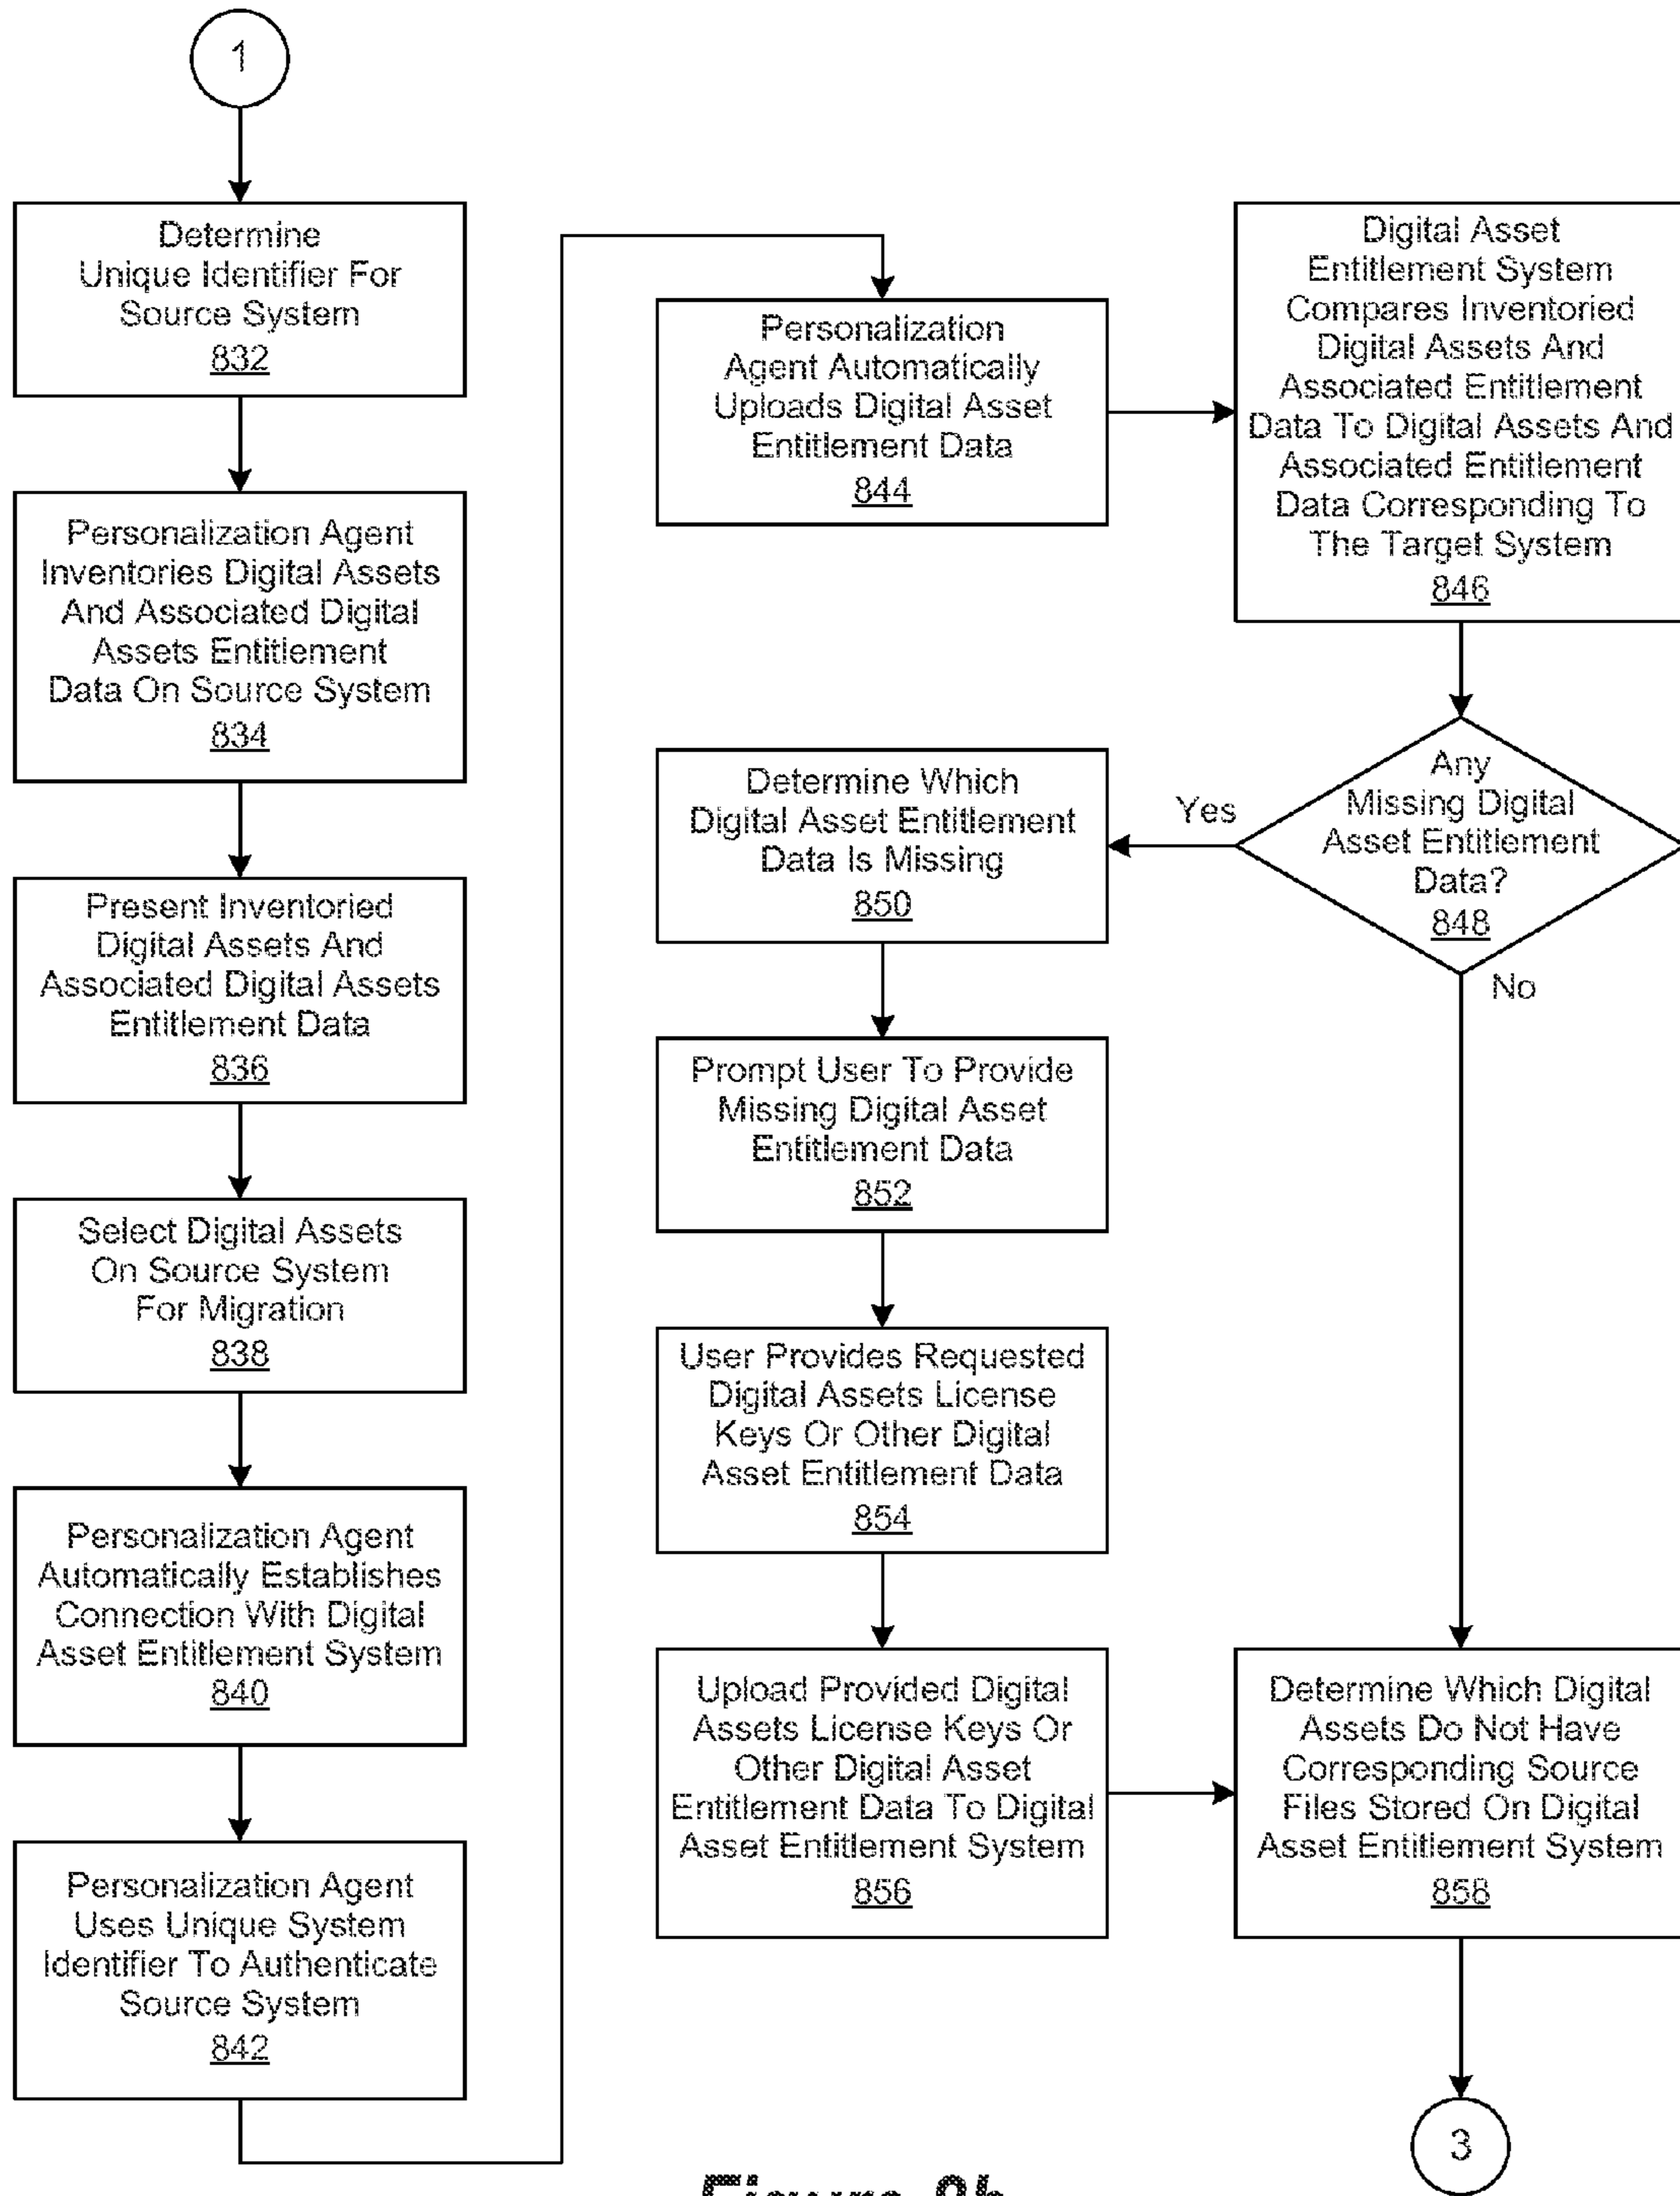 1
Determine
Unique Identifier For
Source System
832
Personalization Agent
Inventories Digital Assets
And Associated Digital
Assets Entitlement
Data On Source System
834
Present Inventoried
Digital Assets And
Associated Digital Assets
Entitlement Data
836
Select Digital Assets
On Source System
For Migration
838
Personalization Agent
Automatically Establishes
Connection With Digital
Asset Entitlement System
840
Personalization Agent
Uses Unique System
Identifier To Authenticate
Source System
842
Personalization
Agent Automatically
Uploads Digital Asset
Entitlement Data
844
Digital Asset
Entitlement System
Compares Inventoried
Digital Assets And
Associated Entitlement
Data To Digital Assets And
Associated Entitlement
Data Corresponding To
The Target System
846
Any
Missing Digital
Asset Entitlement
Data?
848
Yes
No
Determine Which
Digital Asset Entitlement
Data Is Missing
850
Prompt User To Provide
Missing Digital Asset
Entitlement Data
852
User Provides Requested
Digital Assets License
Keys Or Other Digital
Asset Entitlement Data
854
Upload Provided Digital
Assets License Keys Or
Other Digital Asset
Entitlement Data To Digital
Asset Entitlement System
856
Determine Which Digital
Assets Do Not Have
Corresponding Source
Files Stored On Digital
Asset Entitlement System
858
3